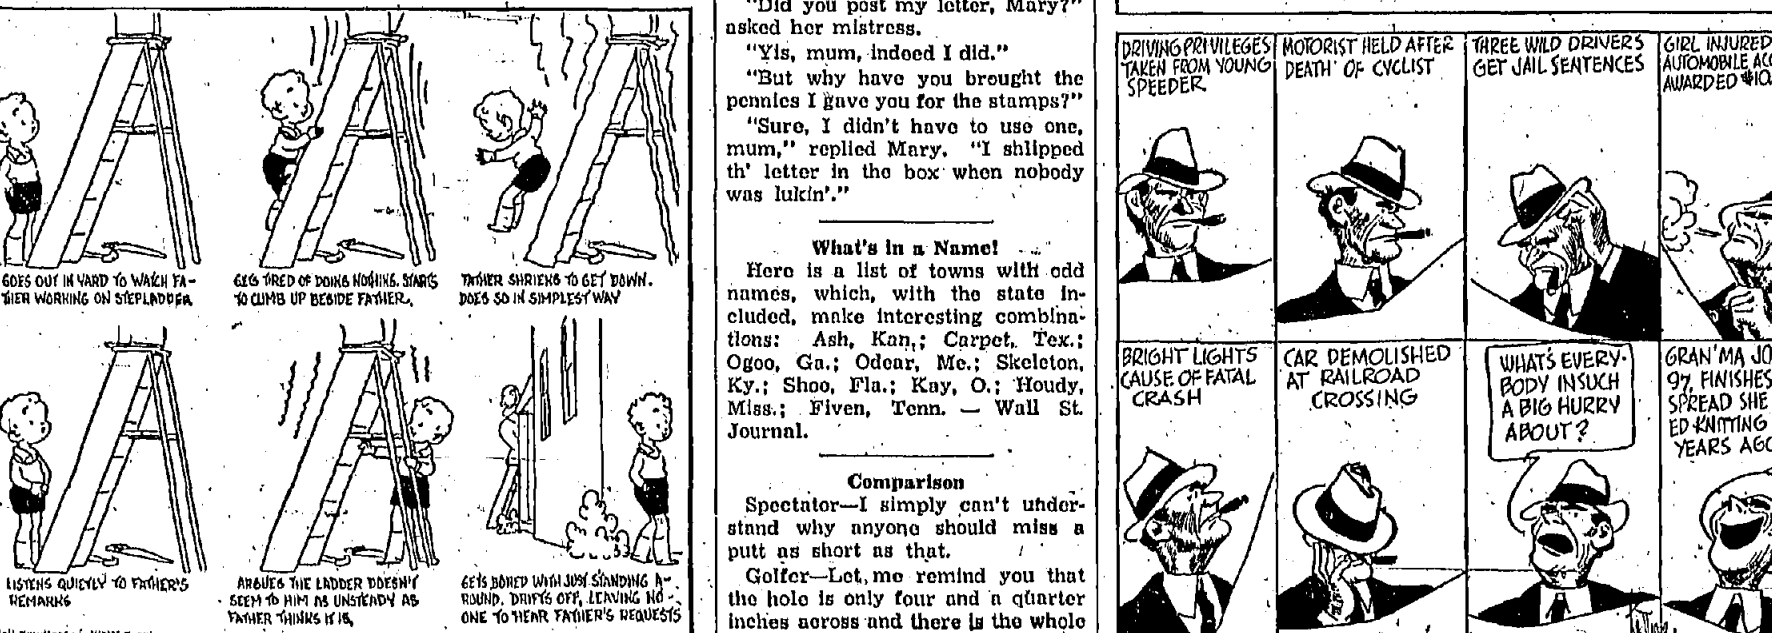 GOES OUT IN YARD TO WATCH FA-
THER WORKING ON STEPLADDER
GETS TIRED OF DOING NOTHING. STARTS
TO CLIMB UP BESIDE FATHER.
FATHER SHRIEKS TO GET DOWN.
DOES SO IN SIMPLEST WAY
LISTENS QUIETLY TO FATHER'S
REMARKS
ARGUES THE LADDER DOESN'T
SEEM TO HIM AS UNSTEADY AS
FATHER THINKS IT IS,
GETS BORED WITH JUST STANDING A-
ROUND. DRIFTS OFF, LEAVING NO-
ONE TO HEAR FATHER'S REQUESTS
"Did you post my letter, Mary?"
asked her mistress.
"Yis, mum, indeed I did."
"But why have you brought the
pennies I gave you for the stamps?"
"Sure, I didn't have to use one,
mum," replied Mary. "I shlipped
th' letter in the box when nobody
was lukin'."
What's in a Name!
Here is a list of towns with odd
names, which, with the state in-
cluded, make interesting combina-
tions: Ash, Kan.; Carpet, Tex.;
Ogoo, Ga.; Odear, Me.; Skeleton,
Ky.; Shoo, Fla.; Kay, O.; Houdy,
Miss.; Fiven, Tenn. — Wall St.
Journal.
Comparison
Spectator—I simply can't under-
stand why anyone should miss a
putt as short as that.
Golfer—Let me remind you that
the hole is only four and a quarter
inches across and there is the whole
DRIVING PRIVILEGES
TAKEN FROM YOUNG
SPEEDER
MOTORIST HELD AFTER
DEATH OF CYCLIST
THREE WILD DRIVERS
GET JAIL SENTENCES
GIRL INJURED
AUTOMOBILE ACC
AWARDED $10
BRIGHT LIGHTS
CAUSE OF FATAL
CRASH
CAR DEMOLISHED
AT RAILROAD
CROSSING
WHAT'S EVERY-
BODY IN SUCH
A BIG HURRY
ABOUT?
GRAN'MA JO
97, FINISHES
SPREAD SHE
ED KNITTING
YEARS AGO